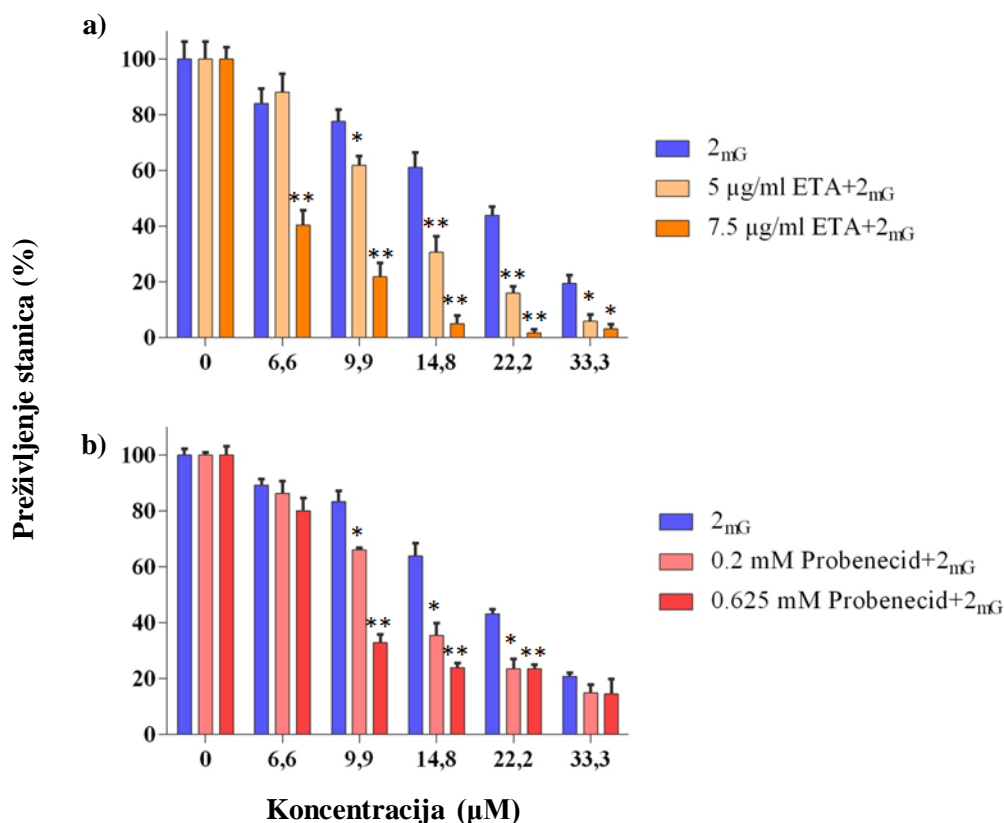 a)
Preživljenje stanica (%)
100
80
60
40
20
0
* ** ** ** ** ** ** * *
0 6,6 9,9 14,8 22,2 33,3
2mG
5 µg/ml ETA+2mG
7.5 µg/ml ETA+2mG
b)
100
80
60
40
20
0
* ** * ** * **
0 6,6 9,9 14,8 22,2 33,3
2mG
0.2 mM Probenecid+2mG
0.625 mM Probenecid+2mG
Koncentracija (µM)